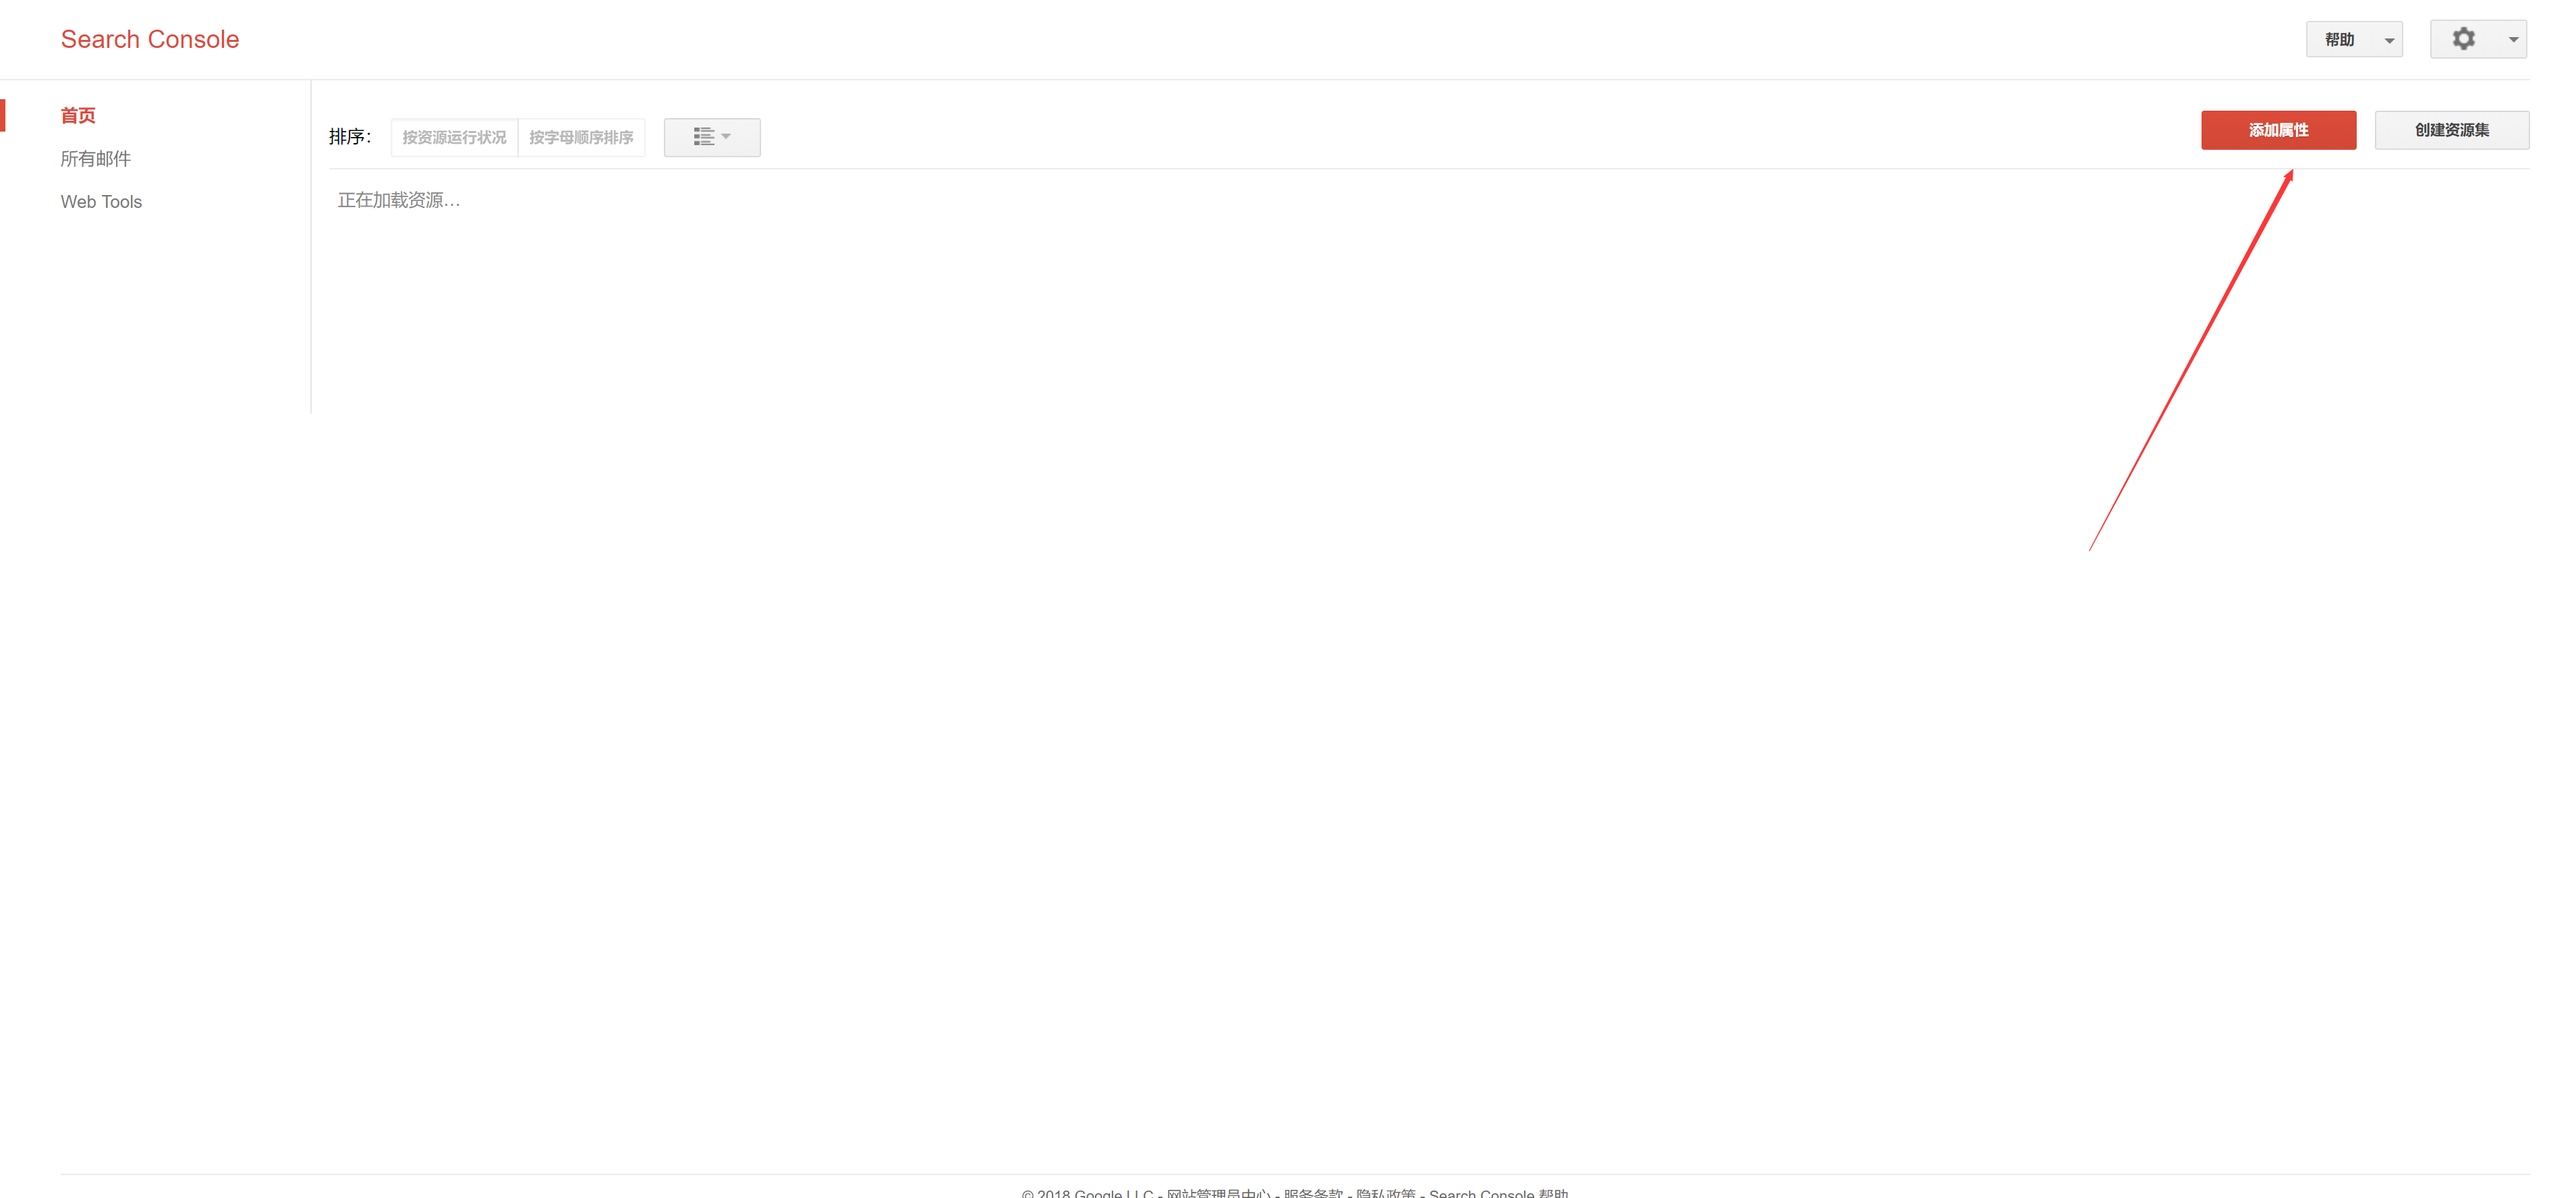 Search Console
帮助
首页
所有邮件
Web Tools
排序：
按资源运行状况
按字母顺序排序
添加属性
创建资源集
正在加载资源…
© 2018 Google LLC - 网站管理员中心 - 服务条款 - 隐私政策 - Search Console 帮助